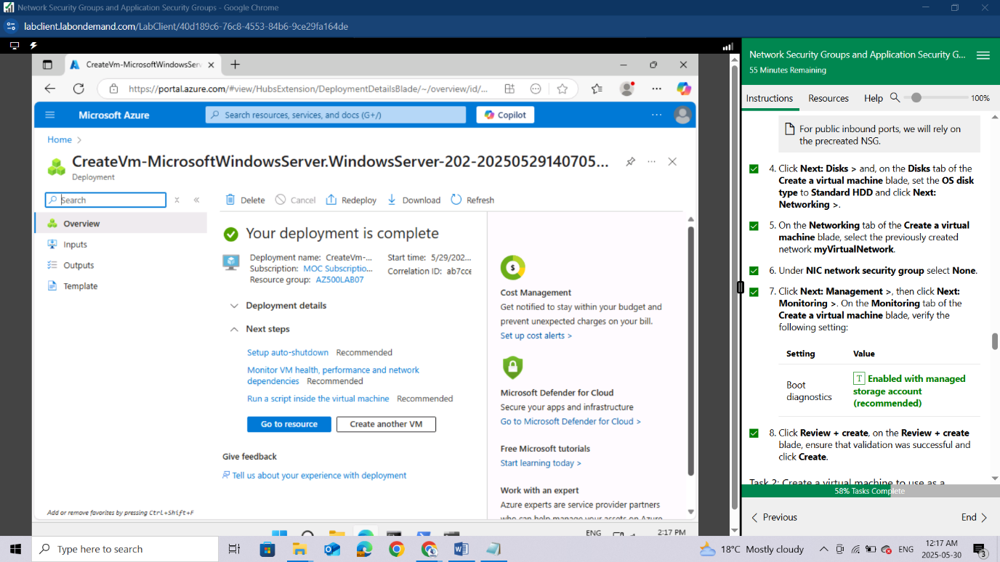 Network Security Groups and Application Security Groups - Google Chrome
labclient.labondemand.com/LabClient/40d189c6-76c8-4553-84b6-9ce29fa164de
CreateVm-MicrosoftWindowsServ
https://portal.azure.com/#view/HubsExtension/DeploymentDetailsBlade/~/overview/id/...
Microsoft Azure
Search resources, services, and docs (G+/)
Copilot
Home >
CreateVm-MicrosoftWindowsServer.WindowsServer-202-20250529140705...
Deployment
Search
Delete Cancel Redeploy Download Refresh
Overview
Inputs
Outputs
Template
Your deployment is complete
Deployment name: CreateVm-...
Subscription: MOC Subscriptio...
Resource group: AZ500LAB07
Start time: 5/29/202...
Correlation ID: ab7cce
Deployment details
Next steps
Setup auto-shutdown Recommended
Monitor VM health, performance and network
dependencies Recommended
Run a script inside the virtual machine Recommended
Go to resource
Create another VM
Give feedback
Tell us about your experience with deployment
Cost Management
Get notified to stay within your budget and
prevent unexpected charges on your bill.
Set up cost alerts >
Microsoft Defender for Cloud
Secure your apps and infrastructure
Go to Microsoft Defender for Cloud >
Free Microsoft tutorials
Start learning today >
Work with an expert
Azure experts are service provider partners
who can help manage your assets on Azure
Add or remove favorites by pressing Ctrl+Shift+F
ENG
2:17 PM
Network Security Groups and Application Security G...
55 Minutes Remaining
Instructions Resources Help 100%
For public inbound ports, we will rely on
the precreated NSG.
4. Click Next: Disks > and, on the Disks tab of the
Create a virtual machine blade, set the OS disk
type to Standard HDD and click Next:
Networking >.
5. On the Networking tab of the Create a virtual
machine blade, select the previously created
network myVirtualNetwork.
6. Under NIC network security group select None.
7. Click Next: Management >, then click Next:
Monitoring >. On the Monitoring tab of the
Create a virtual machine blade, verify the
following setting:
Setting Value
Boot
diagnostics
T Enabled with managed
storage account
(recommended)
8. Click Review + create, on the Review + create
blade, ensure that validation was successful and
click Create.
Task 2: Create a virtual machine to use as a
58% Tasks Complete
< Previous
End >
Type here to search
18°C Mostly cloudy
ENG
12:17 AM
2025-05-30
3